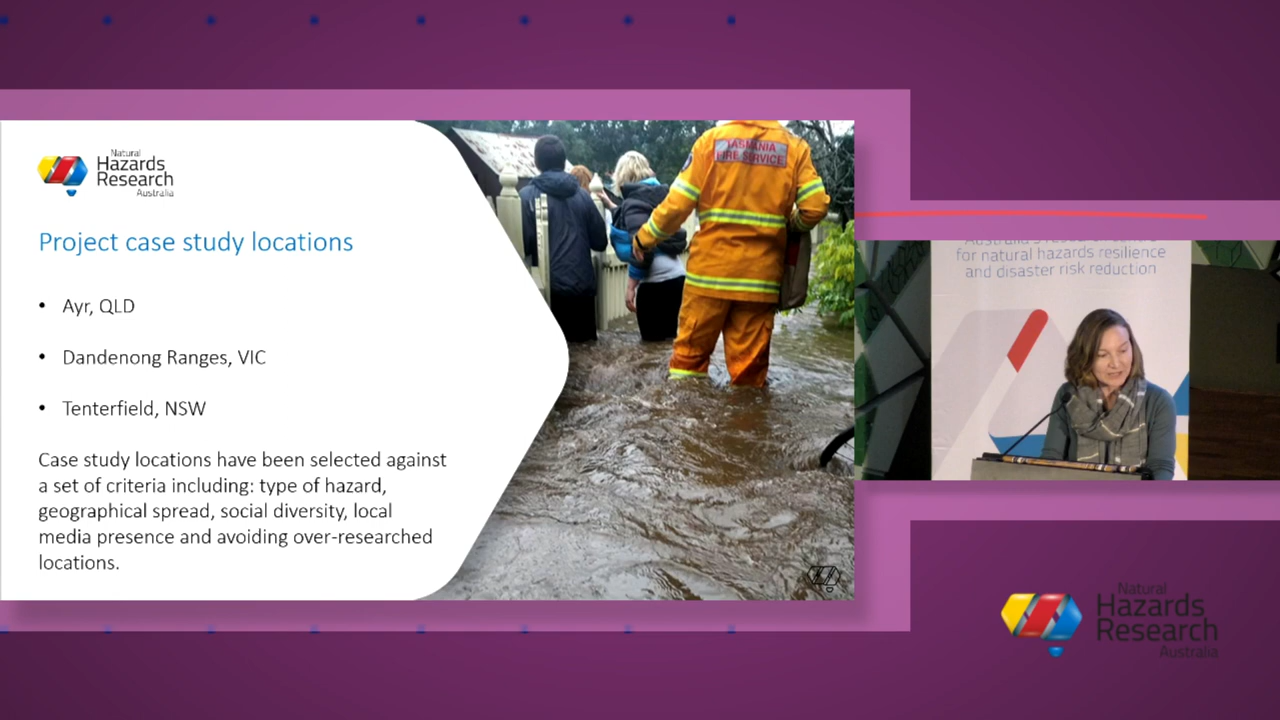 Natural
Hazards
Research
Australia
Project case study locations
• Ayr, QLD
• Dandenong Ranges, VIC
• Tenterfield, NSW
Case study locations have been selected against
a set of criteria including: type of hazard,
geographical spread, social diversity, local
media presence and avoiding over-researched
locations.
TASMANIA
FIRE SERVICE
for natural hazards resilience
and disaster risk reduction
Natural
Hazards
Research
Australia